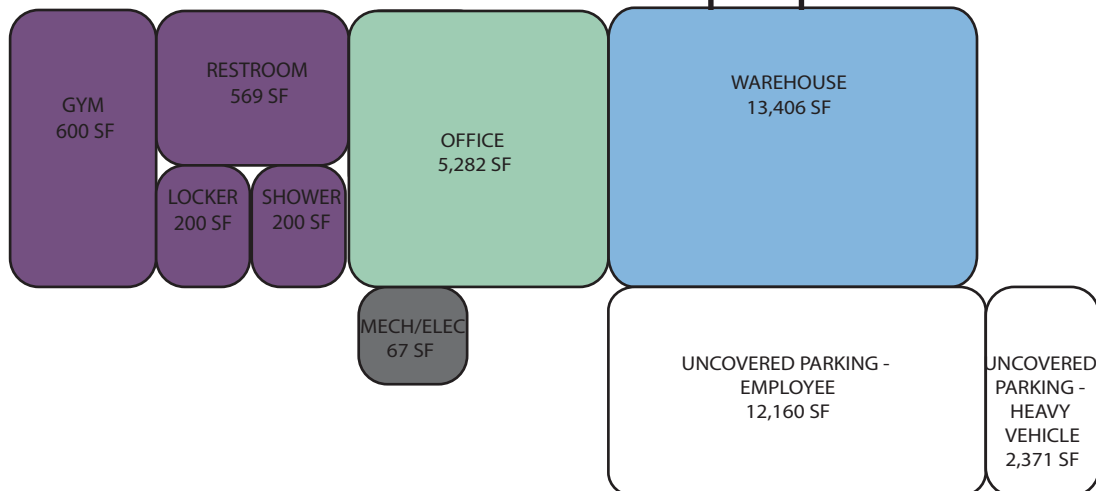 GYM
600 SF
RESTROOM
569 SF
LOCKER
200 SF
SHOWER
200 SF
OFFICE
5,282 SF
WAREHOUSE
13,406 SF
MECH/ELEC
67 SF
UNCOVERED PARKING -
EMPLOYEE
12,160 SF
UNCOVERED
PARKING -
HEAVY
VEHICLE
2,371 SF